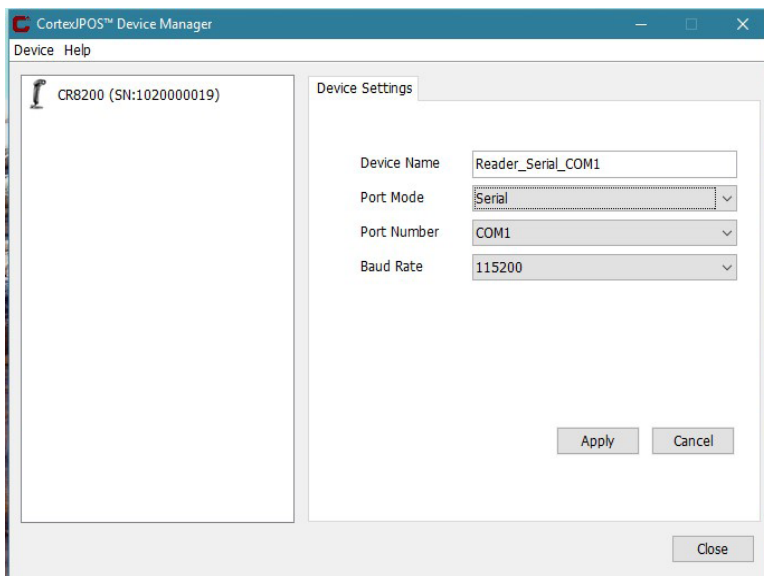 CortexJPOS™ Device Manager
Device Help
CR8200 (SN:1020000019)
Device Settings
Device Name Reader_Serial_COM1
Port Mode Serial
Port Number COM1
Baud Rate 115200
Apply Cancel
Close